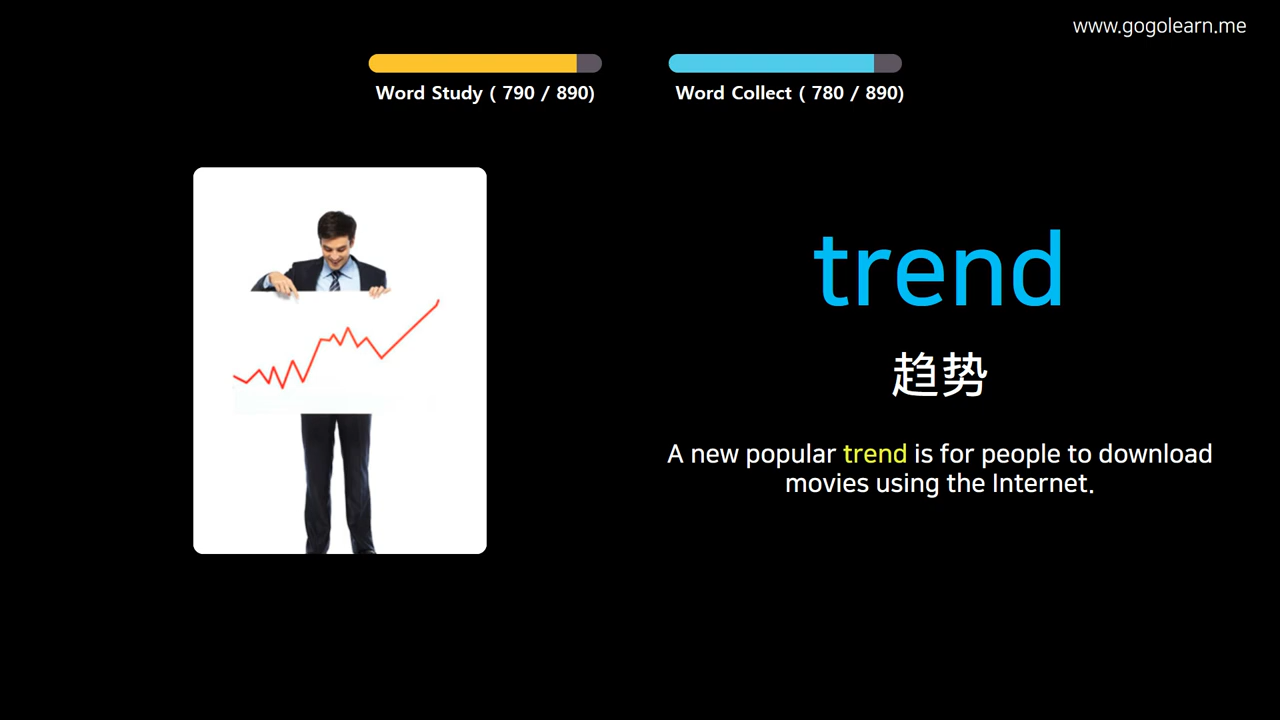 www.gogolearn.me
Word Study ( 790 / 890)
Word Collect ( 780 / 890)
trend
趋势
A new popular trend is for people to download
movies using the Internet.